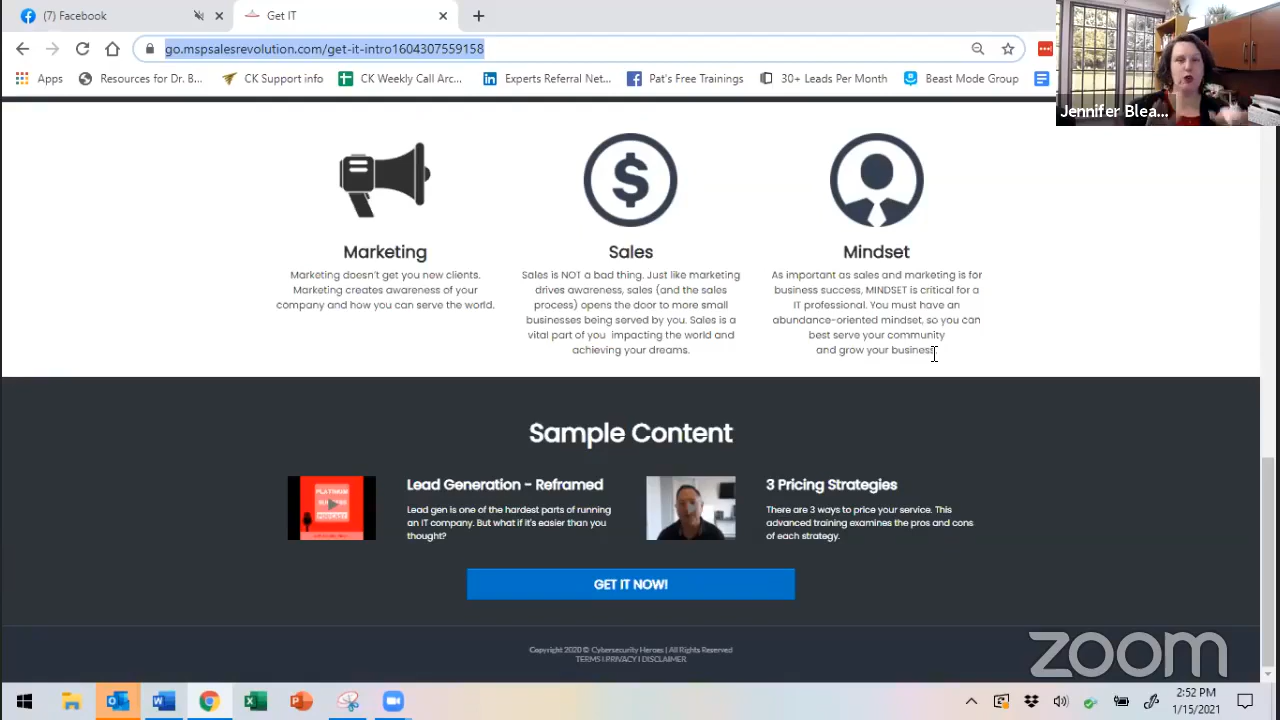 (7) Facebook
Get IT
go.mspsalesrevolution.com/get-it-intro1604307559158
Apps
Resources for Dr. B...
CK Support info
CK Weekly Call Arc...
Experts Referral Net...
Pat's Free Trainings
30+ Leads Per Month
Beast Mode Group
Jennifer Blea...
Marketing
Marketing doesn't get you new clients.
Marketing creates awareness of your
company and how you can serve the world.
Sales
Sales is NOT a bad thing. Just like marketing
drives awareness, sales (and the sales
process) opens the door to more small
businesses being served by you. Sales is a
vital part of you impacting the world and
achieving your dreams.
Mindset
As important as sales and marketing is for
business success, MINDSET is critical for a
IT professional. You must have an
abundance-oriented mindset, so you can
best serve your community
and grow your business.
Sample Content
PLATINUM
PODCAST
Lead Generation - Reframed
Lead gen is one of the hardest parts of running
an IT company. But what if it's easier than you
thought?
3 Pricing Strategies
There are 3 ways to price your service. This
advanced training examines the pros and cons
of each strategy.
GET IT NOW!
Copyright 2020 © Cybersecurity Heroes | All Rights Reserved
TERMS | PRIVACY | DISCLAIMER
zoom
2:52 PM
1/15/2021